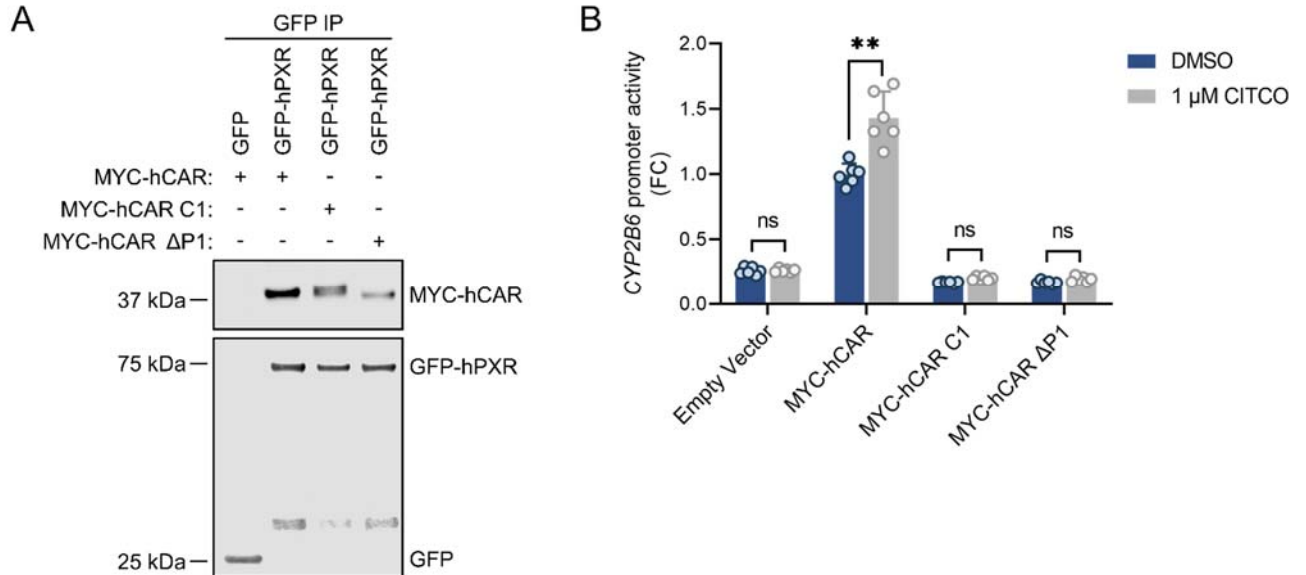 A
GFP IP
GFP
GFP-hPXR
GFP-hPXR
GFP-hPXR
MYC-hCAR: + + - -
MYC-hCAR C1: - - + -
MYC-hCAR ΔP1: - - - +
37 kDa
MYC-hCAR
75 kDa
GFP-hPXR
25 kDa
GFP
B
CYP2B6 promoter activity
(FC)
2.0
1.5
1.0
0.5
0.0
ns
**
ns
ns
Empty Vector
MYC-hCAR
MYC-hCAR C1
MYC-hCAR ΔP1
DMSO
1 µM CITCO